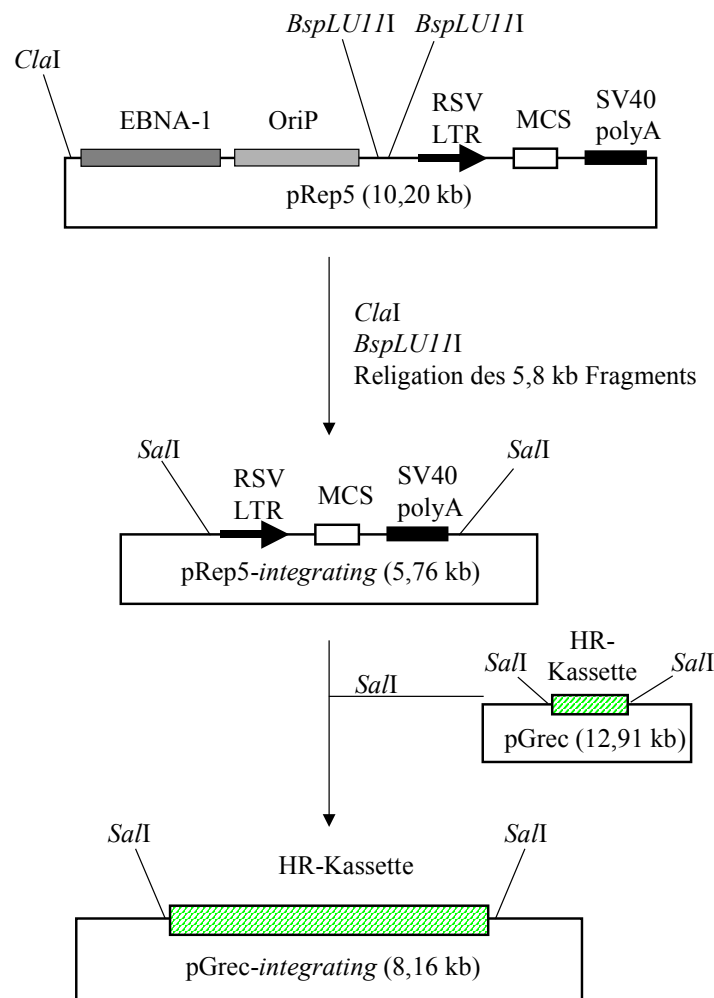 BspLU11I BspLU11I
ClaI
EBNA-1 OriP RSV LTR MCS SV40 polyA
pRep5 (10,20 kb)
ClaI
BspLU11I
Religation des 5,8 kb Fragments
SalI SalI
RSV LTR MCS SV40 polyA
pRep5-integrating (5,76 kb)
HR-
Kassette
SalI SalI SalI
pGrec (12,91 kb)
SalI SalI
HR-Kassette
pGrec-integrating (8,16 kb)